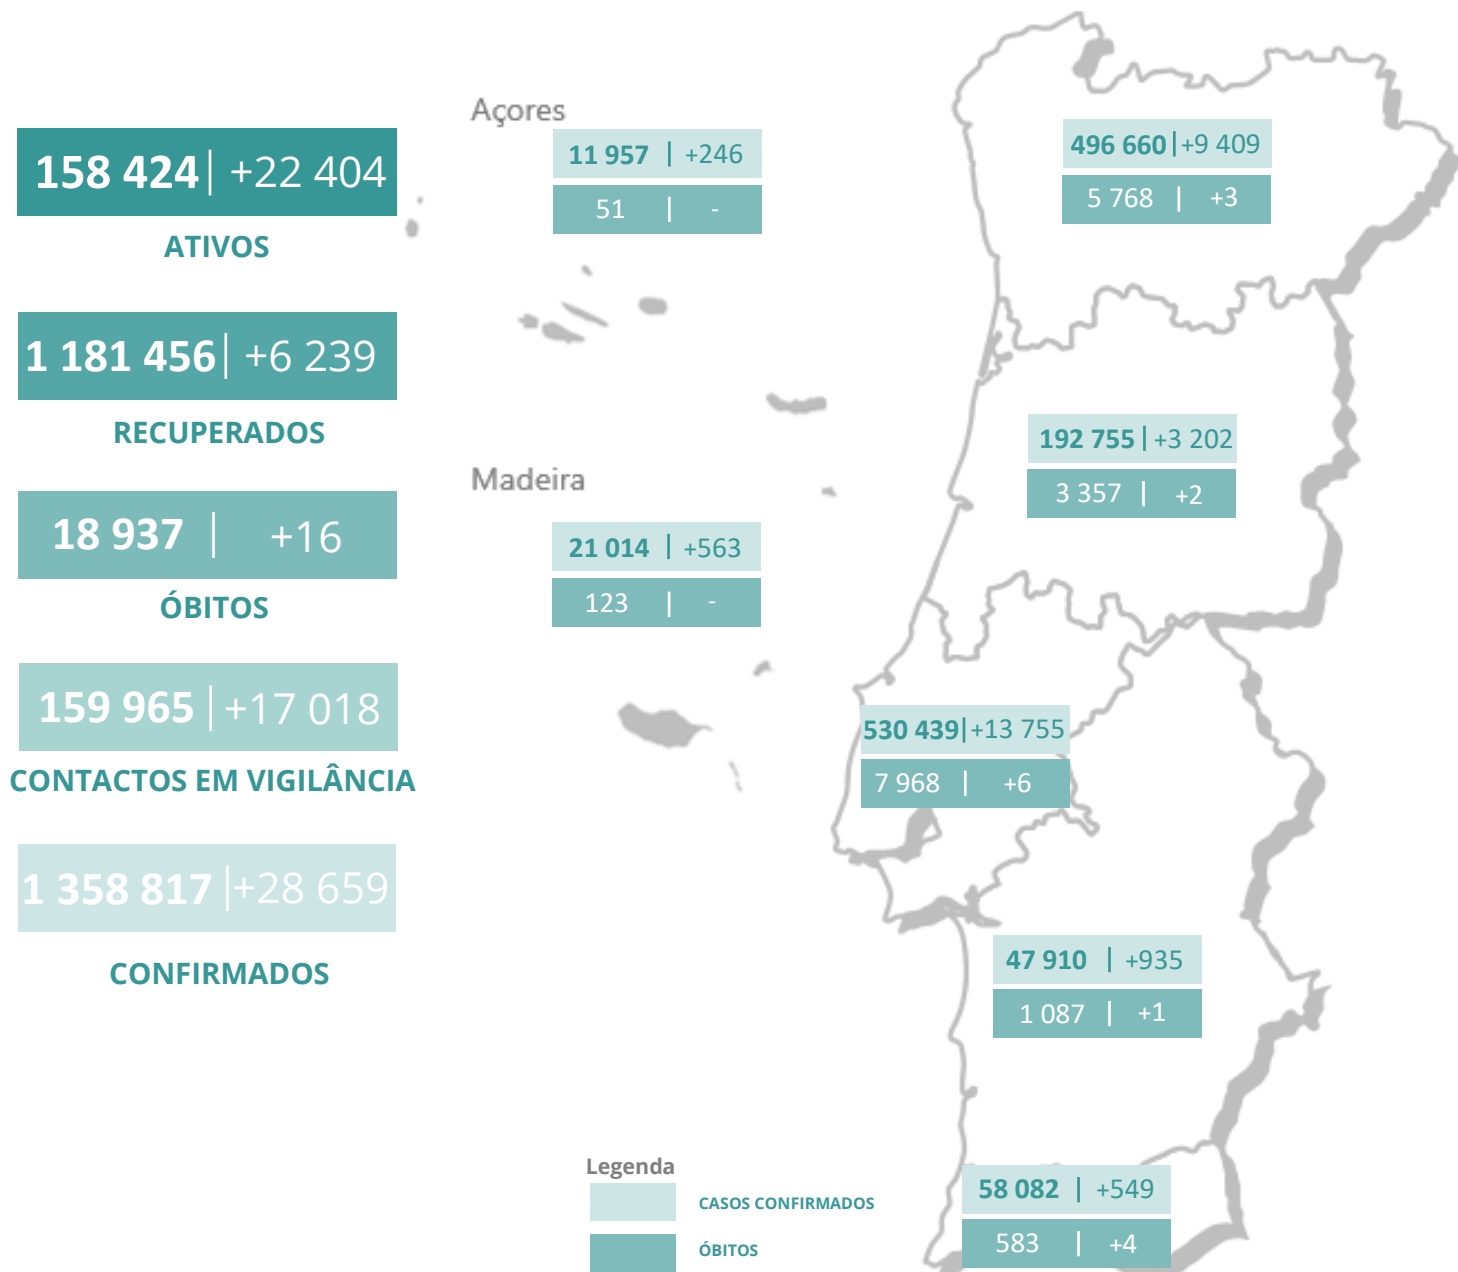 158 424 | +22 404
ATIVOS
1 181 456 | +6 239
RECUPERADOS
18 937 | +16
ÓBITOS
159 965 | +17 018
CONTACTOS EM VIGILÂNCIA
1 358 817 | +28 659
CONFIRMADOS
Açores
11 957 | +246
51 | -
Madeira
21 014 | +563
123 | -
496 660 | +9 409
5 768 | +3
192 755 | +3 202
3 357 | +2
530 439 | +13 755
7 968 | +6
47 910 | +935
1 087 | +1
58 082 | +549
583 | +4
Legenda
CASOS CONFIRMADOS
ÓBITOS